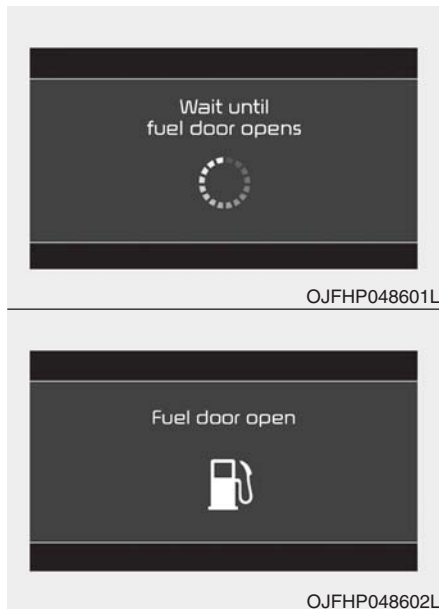 Wait until
fuel door opens
OJFHP048601L
Fuel door open
OJFHP048602L